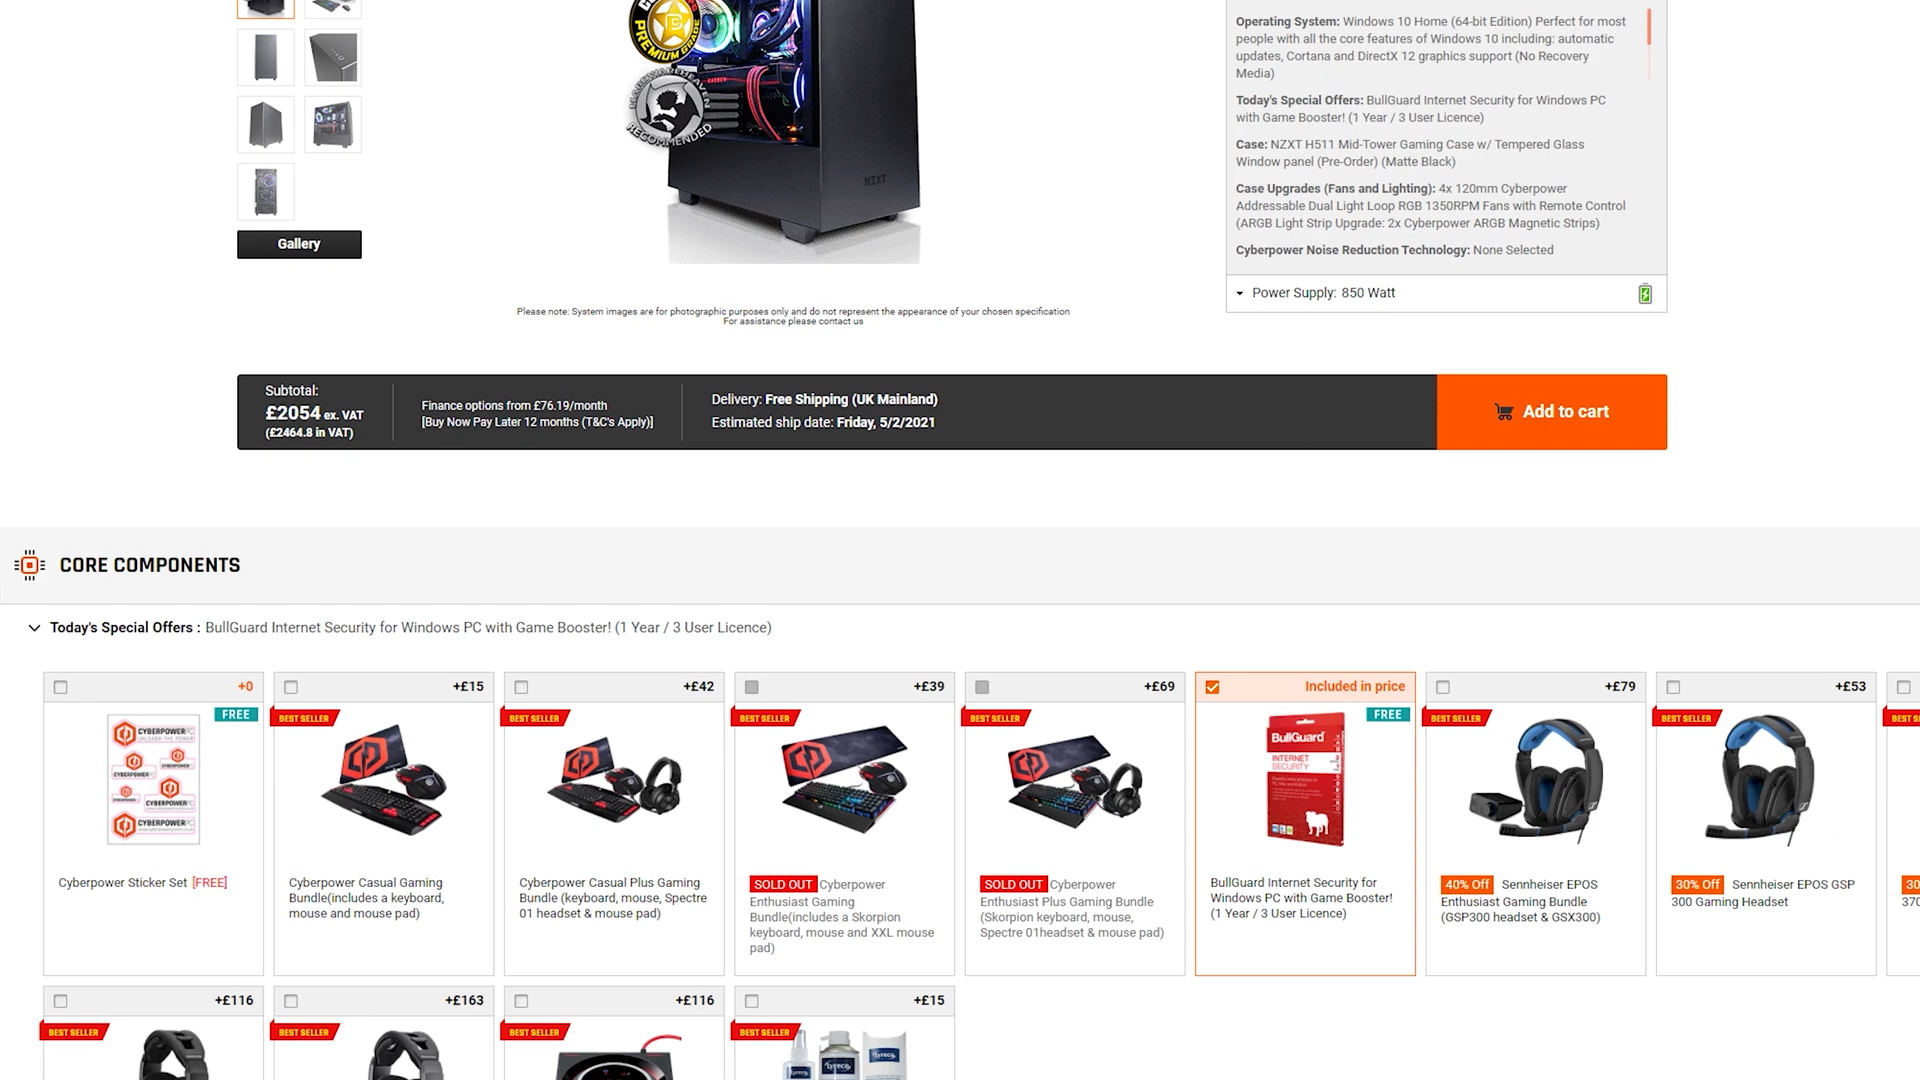 PREMIUM GRADE
RECOMMENDED
NZXT
Gallery
Please note: System images are for photographic purposes only and do not represent the appearance of your chosen specification
For assistance please contact us
Operating System: Windows 10 Home (64-bit Edition) Perfect for most
people with all the core features of Windows 10 including: automatic
updates, Cortana and DirectX 12 graphics support (No Recovery
Media)
Today's Special Offers: BullGuard Internet Security for Windows PC
with Game Booster! (1 Year / 3 User Licence)
Case: NZXT H511 Mid-Tower Gaming Case w/ Tempered Glass
Window panel (Pre-Order) (Matte Black)
Case Upgrades (Fans and Lighting): 4x 120mm Cyberpower
Addressable Dual Light Loop RGB 1350RPM Fans with Remote Control
(ARGB Light Strip Upgrade: 2x Cyberpower ARGB Magnetic Strips)
Cyberpower Noise Reduction Technology: None Selected
Power Supply: 850 Watt
Subtotal:
£2054 ex. VAT
(£2464.8 in VAT)
Finance options from £76.19/month
[Buy Now Pay Later 12 months (T&C's Apply)]
Delivery: Free Shipping (UK Mainland)
Estimated ship date: Friday, 5/2/2021
Add to cart
CORE COMPONENTS
Today's Special Offers : BullGuard Internet Security for Windows PC with Game Booster! (1 Year / 3 User Licence)
+0
FREE
CYBERPOWERPC
CYBERPOWERPC
CYBERPOWERPC
Cyberpower Sticker Set [FREE]
+£15
BEST SELLER
Cyberpower Casual Gaming
Bundle(includes a keyboard,
mouse and mouse pad)
+£42
BEST SELLER
Cyberpower Casual Plus Gaming
Bundle (keyboard, mouse, Spectre
01 headset & mouse pad)
+£39
BEST SELLER
SOLD OUT Cyberpower
Enthusiast Gaming
Bundle(includes a Skorpion
keyboard, mouse and XXL mouse
pad)
+£69
BEST SELLER
SOLD OUT Cyberpower
Enthusiast Plus Gaming Bundle
(Skorpion keyboard, mouse,
Spectre 01headset & mouse pad)
Included in price
FREE
BullGuard
INTERNET
SECURITY
BullGuard Internet Security for
Windows PC with Game Booster!
(1 Year / 3 User Licence)
+£79
BEST SELLER
40% Off Sennheiser EPOS
Enthusiast Gaming Bundle
(GSP300 headset & GSX300)
+£53
BEST SELLER
30% Off Sennheiser EPOS GSP
300 Gaming Headset
BEST S
30
370
+£116
BEST SELLER
+£163
BEST SELLER
+£116
BEST SELLER
+£15
BEST SELLER
Lyreco
Lyreco